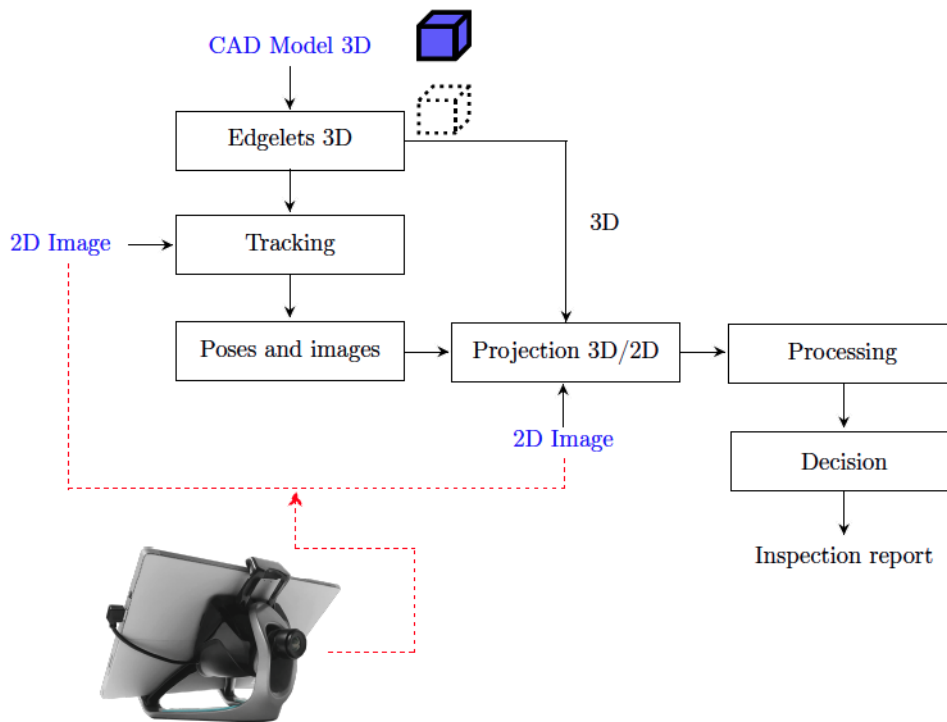 CAD Model 3D
Edgelets 3D
3D
2D Image
Tracking
Poses and images
Projection 3D/2D
Processing
2D Image
Decision
Inspection report